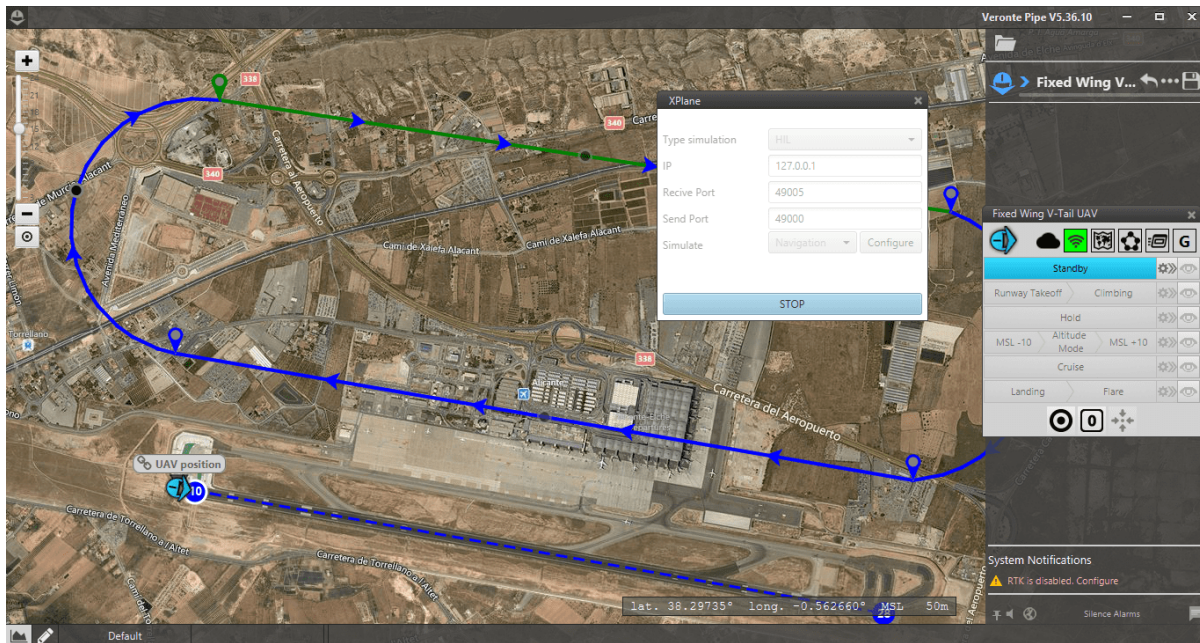 Veronte Pipe V5.36.10
Fixed Wing V...
338
340
340
338
Carretera al Aeropuerto
Avenida Mediterráneo
Camí de Xalefa Alacant
Camí de Xalefa Alacant
Torrellano
Alicante
Carretera del Aeropuerto
XPlane
Type simulation
HIL
IP
127.0.0.1
Recive Port
49005
Send Port
49000
Simulate
Navigation
Configure
STOP
Fixed Wing V-Tail UAV
G
Standby
Runway Takeoff
Climbing
Hold
MSL -10
Altitude
Mode
MSL +10
Cruise
Landing
Flare
0
UAV position
10
Carretera de Torrellano a l'Altet
Carretera de Torrellano a l'Altet
28
lat. 38.29735° long. -0.562660° MSL 50m
System Notifications
RTK is disabled. Configure
Silence Alarms
Default